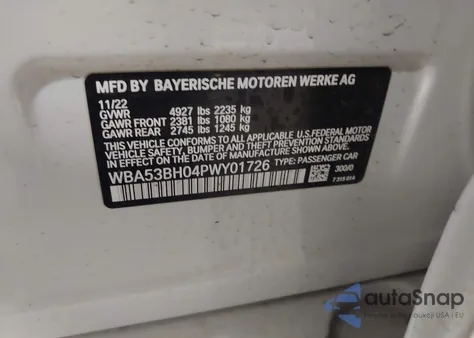 MFD BY BAYERISCHE MOTOREN WERKE AG
11/22
GVWR 4927 lbs 2235 kg
GAWR FRONT 2381 lbs 1080 kg
GAWR REAR 2745 lbs 1245 kg
THIS VEHICLE CONFORMS TO ALL APPLICABLE U.S. FEDERAL MOTOR
VEHICLE SAFETY, BUMPER, AND THEFT PREVENTION STANDARDS
IN EFFECT ON THE DATE OF MANUFACTURE SHOWN ABOVE.
WBA53BH04PWY01726 TYPE: PASSENGER CAR
300/0
autoSnap
USA i EU